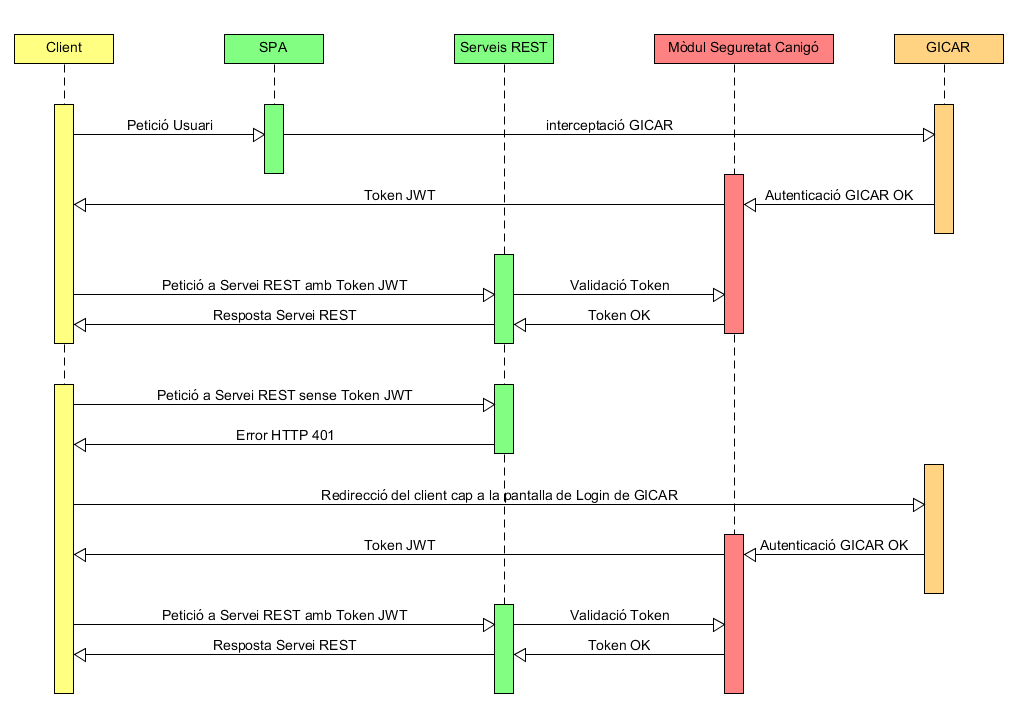 Client
SPA
Serveis REST
Mòdul Seguretat Canigó
GICAR
Petició Usuari
interceptació GICAR
Token JWT
Autenticació GICAR OK
Petició a Servei REST amb Token JWT
Validació Token
Resposta Servei REST
Token OK
Petició a Servei REST sense Token JWT
Error HTTP 401
Redirecció del client cap a la pantalla de Login de GICAR
Token JWT
Autenticació GICAR OK
Petició a Servei REST amb Token JWT
Validació Token
Resposta Servei REST
Token OK